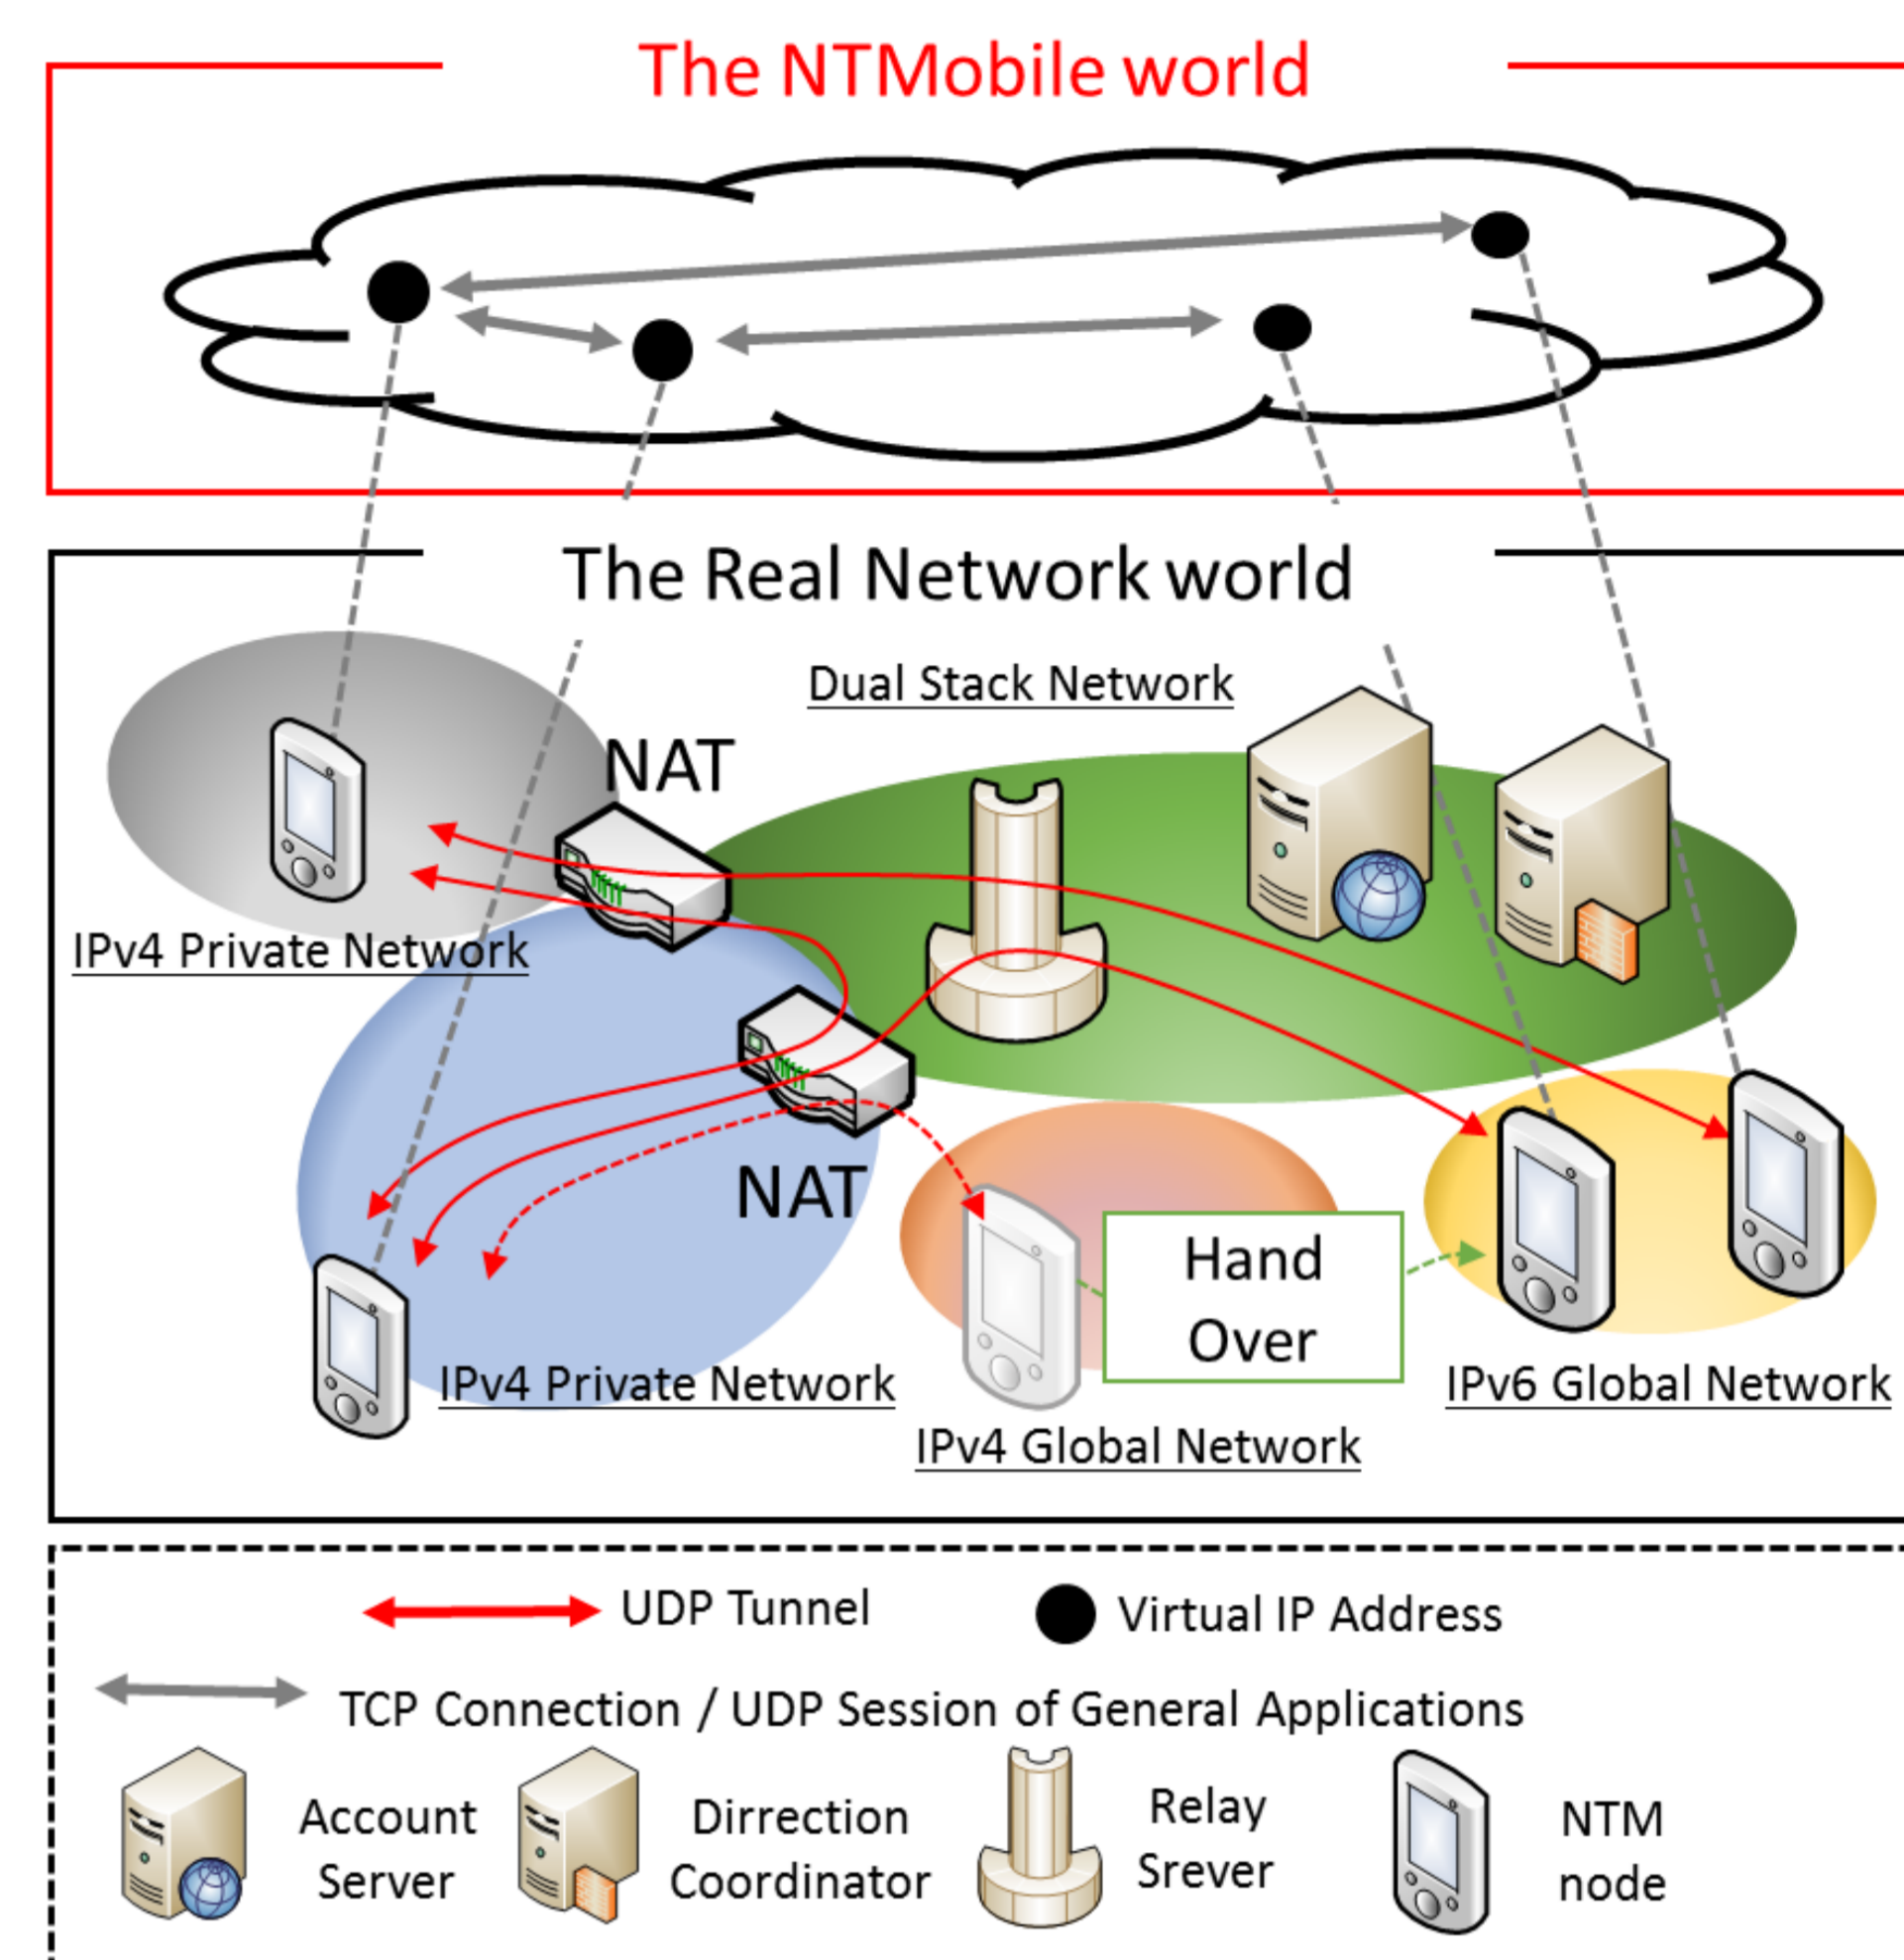 The NTMobile world
The Real Network world
Dual Stack Network
NAT
IPv4 Private Network
NAT
Hand
Over
IPv4 Private Network
IPv6 Global Network
IPv4 Global Network
UDP Tunnel
Virtual IP Address
TCP Connection / UDP Session of General Applications
Account
Server
Dirrection
Coordinator
Relay
Srever
NTM
node